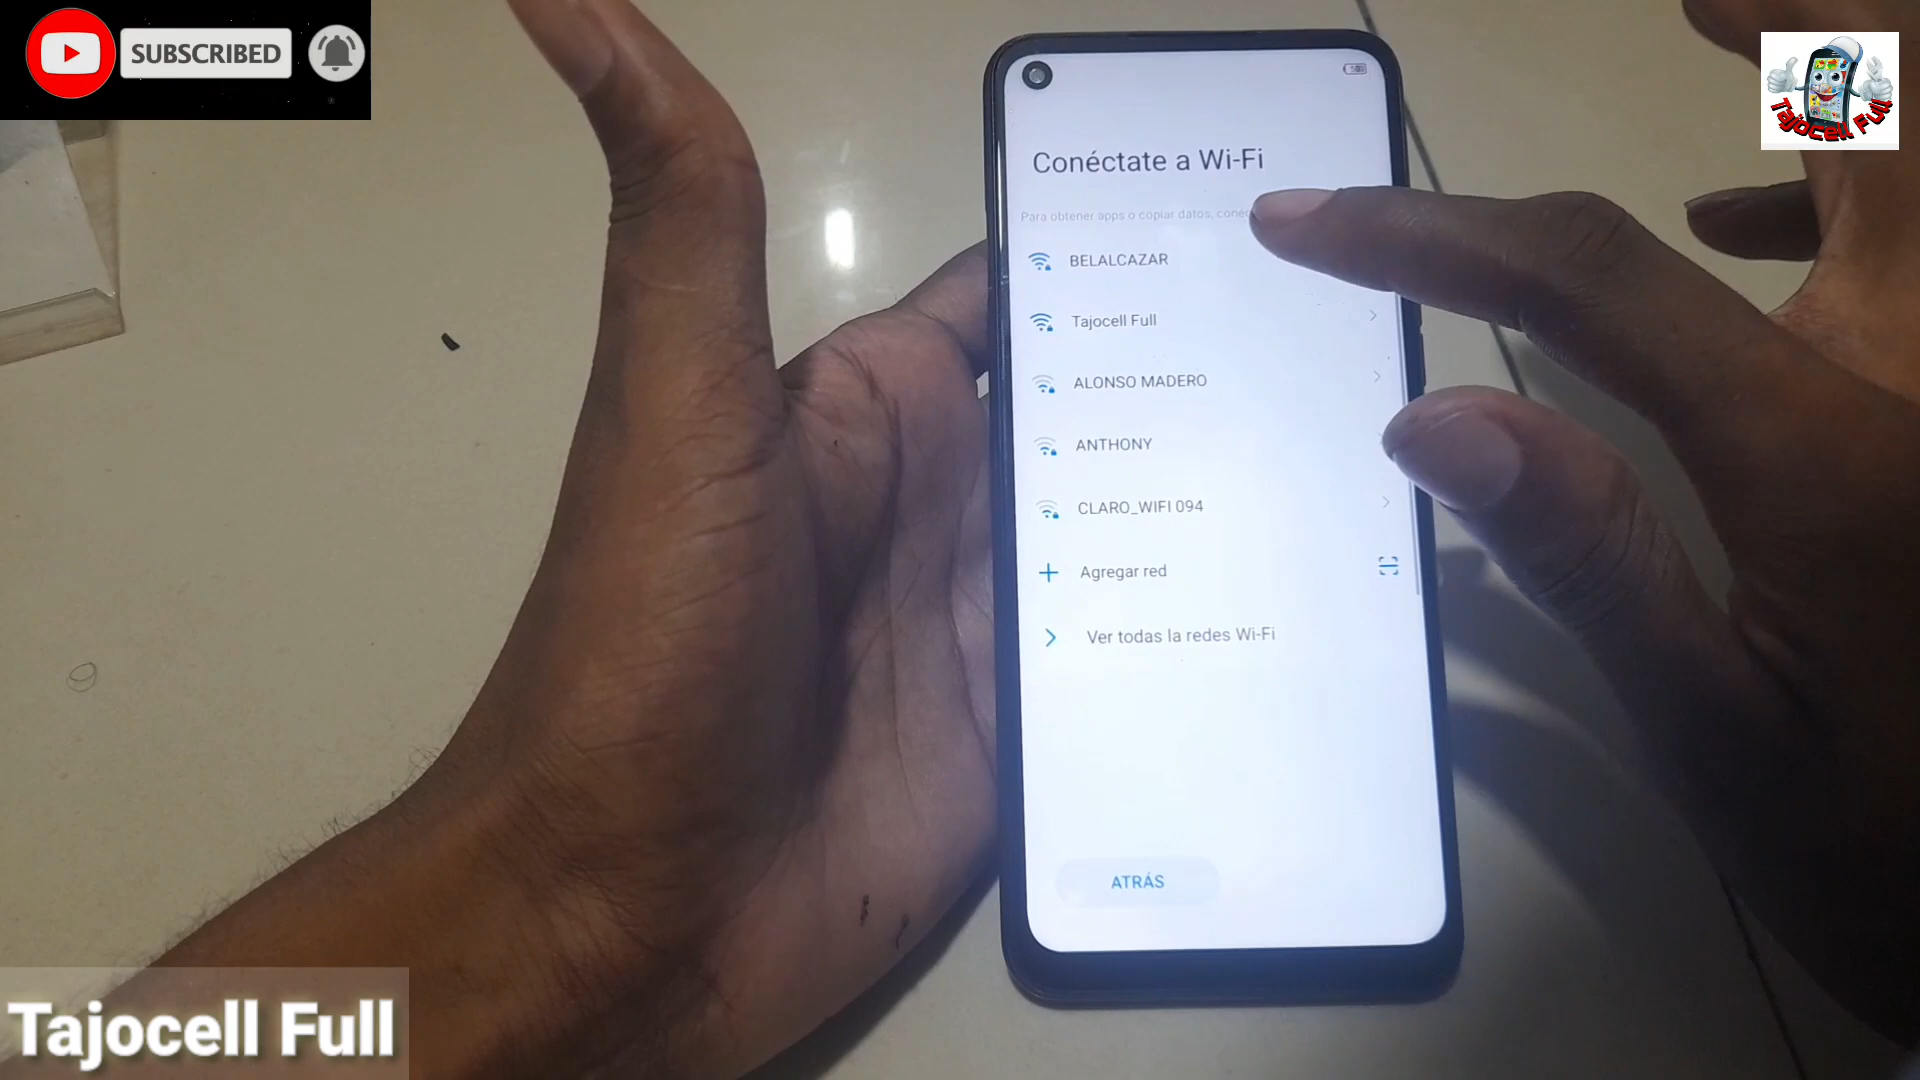 SUBSCRIBED
Tajocell Full
Conéctate a Wi-Fi
Para obtener apps o copiar datos,
BELALCAZAR
Tajocell Full
ALONSO MADERO
ANTHONY
CLARO_WIFI 094
Agregar red
Ver todas la redes Wi-Fi
ATRÁS
Tajocell Full